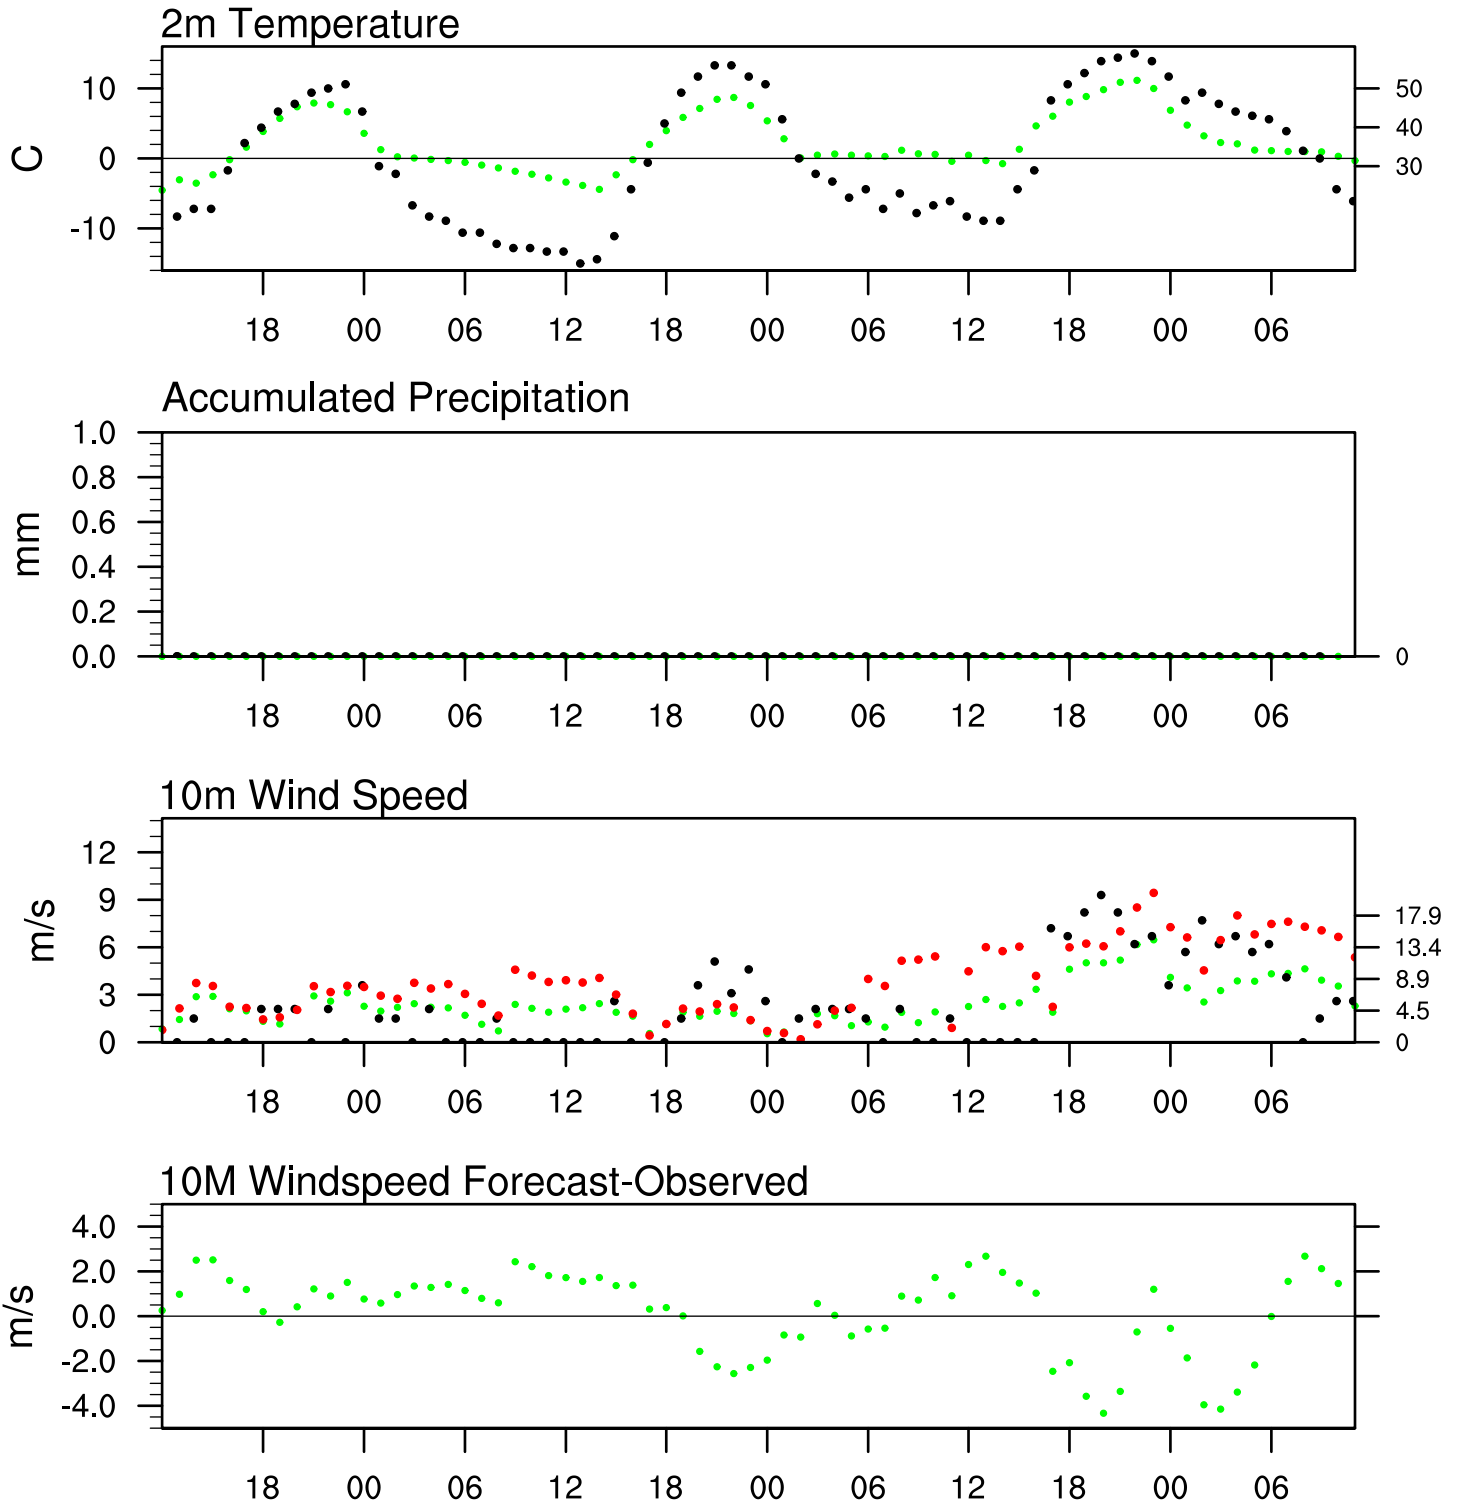 2m Temperature
C
10
0
-10
50
40
30
18 00 06 12 18 00 06 12 18 00 06
Accumulated Precipitation
mm
1.0
0.8
0.6
0.4
0.2
0.0
0
18 00 06 12 18 00 06 12 18 00 06
10m Wind Speed
m/s
12
9
6
3
0
17.9
13.4
8.9
4.5
0
18 00 06 12 18 00 06 12 18 00 06
10M Windspeed Forecast-Observed
m/s
4.0
2.0
0.0
-2.0
-4.0
18 00 06 12 18 00 06 12 18 00 06